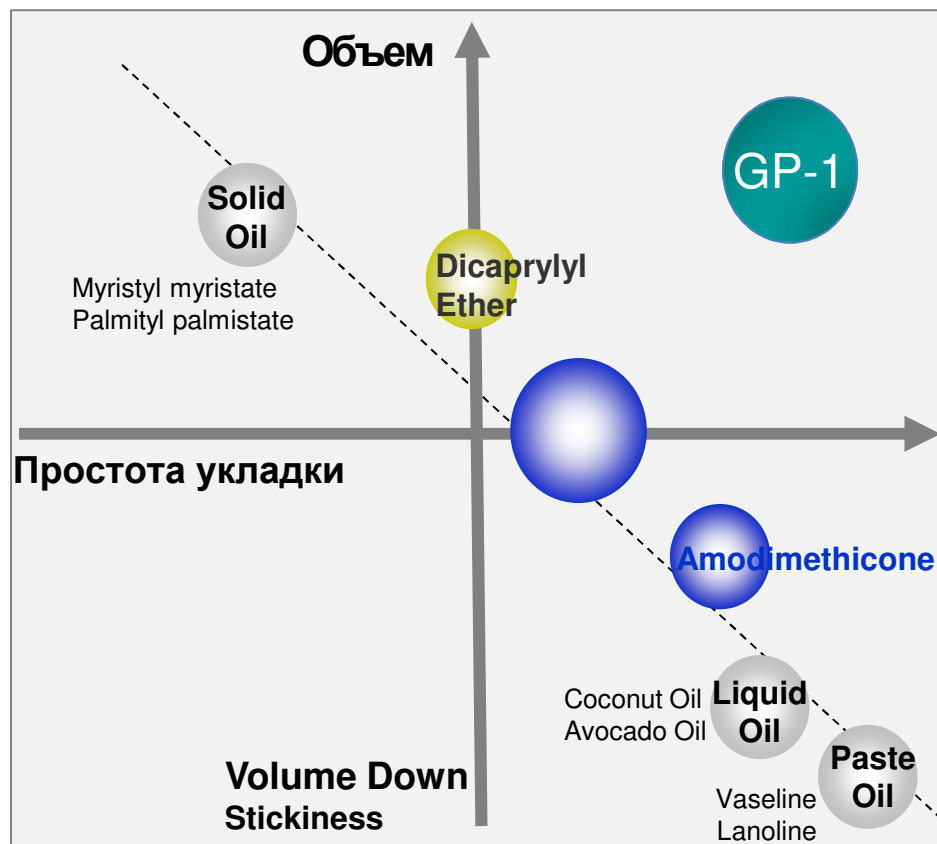 Объем
GP-1
Solid
Oil
Dicaprylyl
Ether
Myristyl myristate
Palmityl palmistate
Простота укладки
Amodimethicone
Coconut Oil
Avocado Oil
Liquid
Oil
Volume Down
Stickiness
Paste
Oil
Vaseline
Lanoline